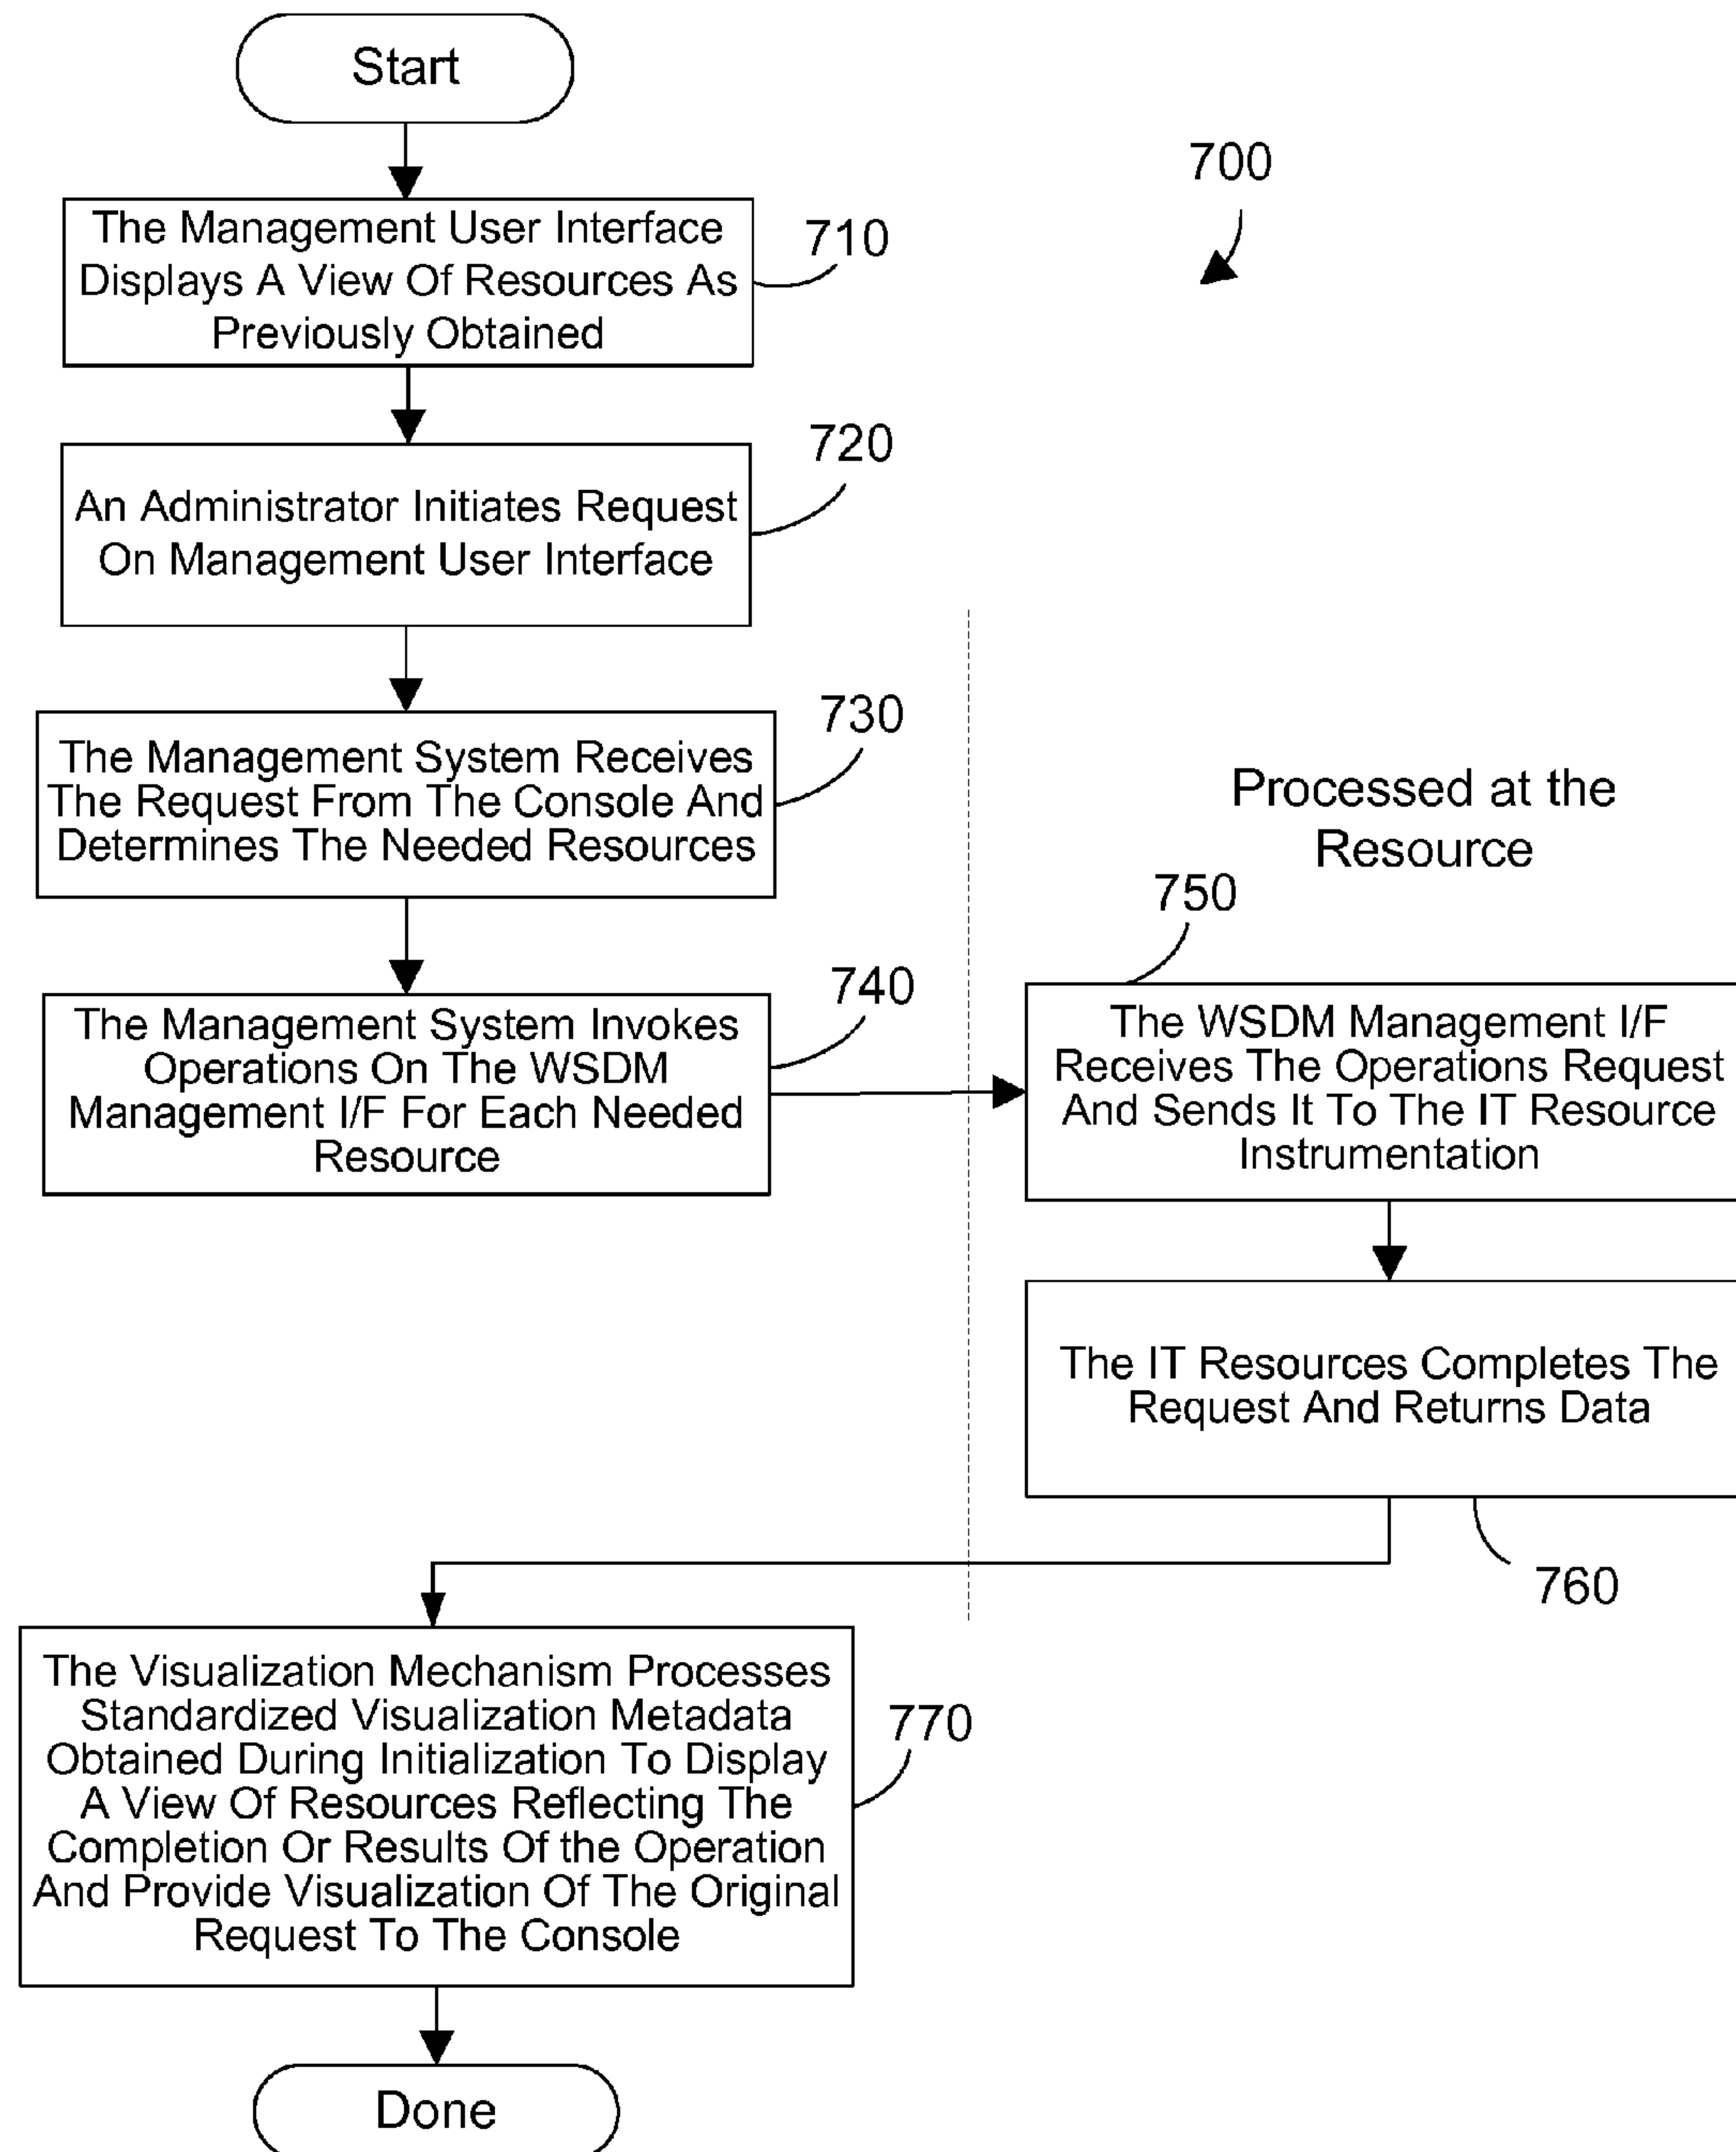 Start
700
The Management User Interface
Displays A View Of Resources As
Previously Obtained
710
An Administrator Initiates Request
On Management User Interface
720
The Management System Receives
The Request From The Console And
Determines The Needed Resources
730
The Management System Invokes
Operations On The WSDM
Management I/F For Each Needed
Resource
740
Processed at the
Resource
750
The WSDM Management I/F
Receives The Operations Request
And Sends It To The IT Resource
Instrumentation
The IT Resources Completes The
Request And Returns Data
760
The Visualization Mechanism Processes
Standardized Visualization Metadata
Obtained During Initialization To Display
A View Of Resources Reflecting The
Completion Or Results Of the Operation
And Provide Visualization Of The Original
Request To The Console
770
Done